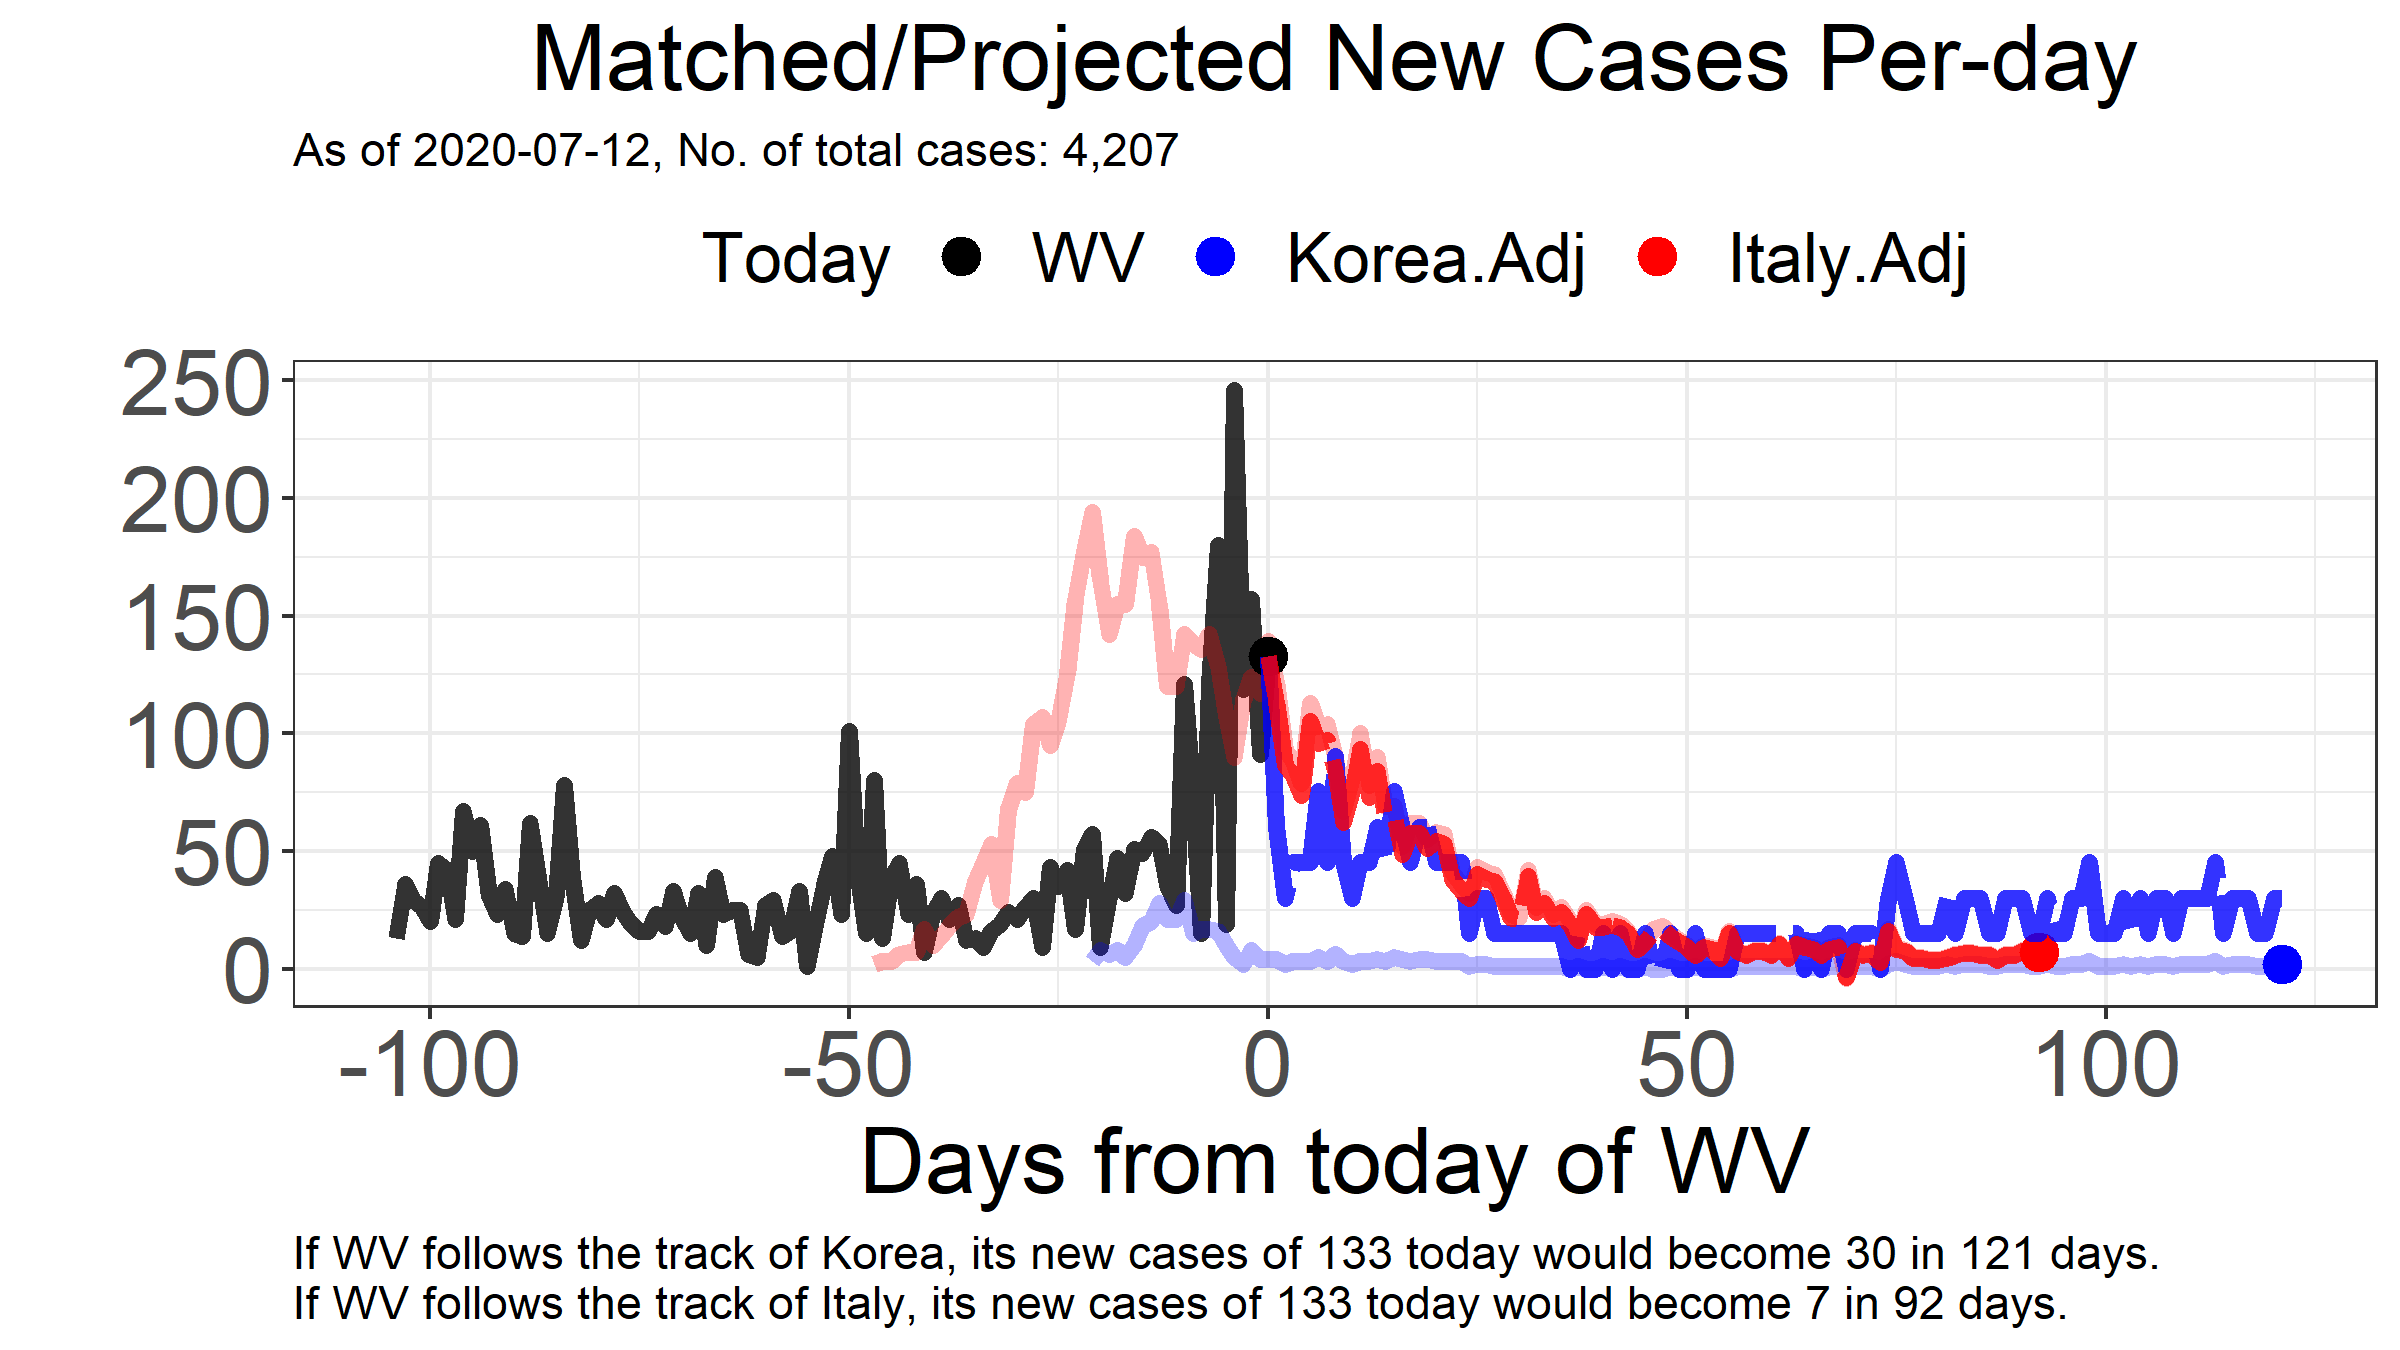 Matched/Projected New Cases Per-day
As of 2020-07-12, No. of total cases: 4,207
Today WV Korea.Adj Italy.Adj
250
200
150
100
50
0
-100 -50 0 50 100
Days from today of WV
If WV follows the track of Korea, its new cases of 133 today would become 30 in 121 days.
If WV follows the track of Italy, its new cases of 133 today would become 7 in 92 days.